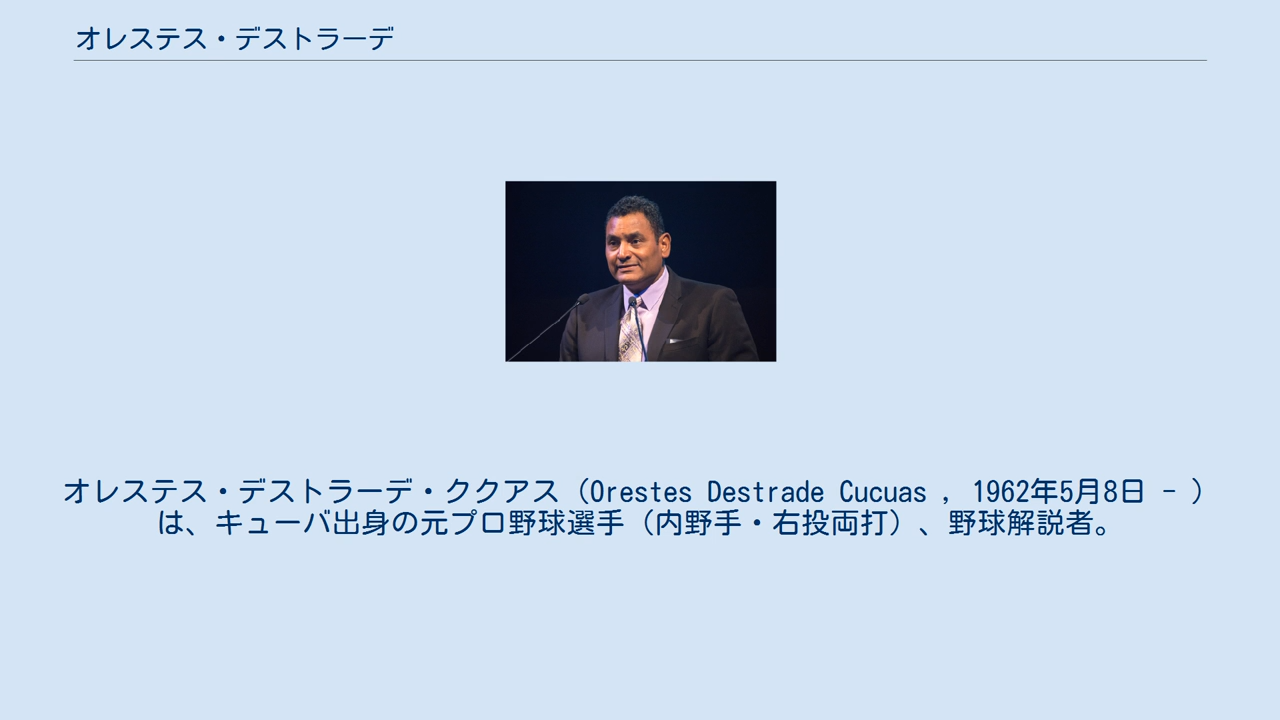 オレステス・デストラーデ
オレステス・デストラーデ・ククアス（Orestes Destrade Cucuas , 1962年5月8日 - ）
は、キューバ出身の元プロ野球選手（内野手・右投両打）、野球解説者。